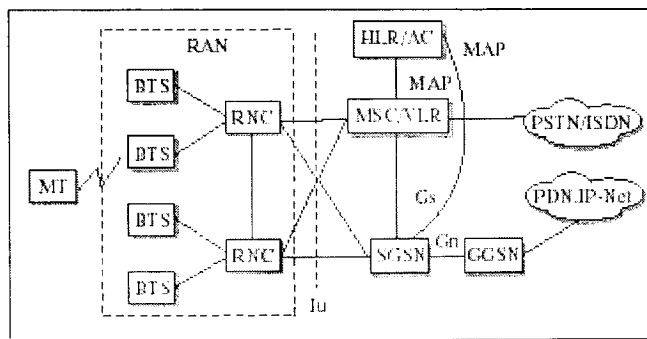 RAN
HLR/AC
MAP
BTS
MAP
RNC
MSC/VLR
PSTN/ISDN
BTS
MT
Gs
PDN.IP-Net
BTS
Gn
RNC
SGSN
GGSN
BTS
Iu